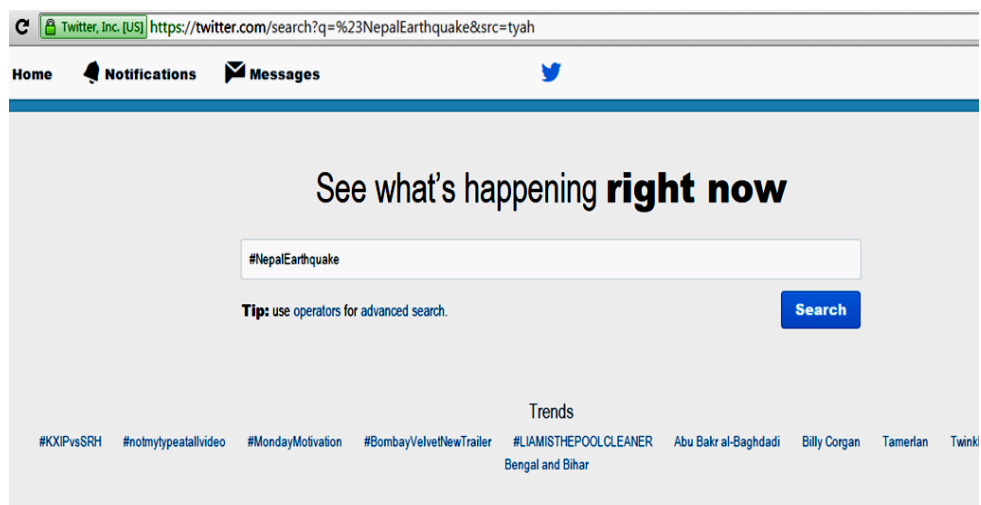 Twitter, Inc. [US] https://twitter.com/search?q=%23NepalEarthquake&src=tyah
Home Notifications Messages
See what's happening right now
#NepalEarthquake
Tip: use operators for advanced search.
Search
Trends
#KXIPvsSRH #notmytypeatallvideo #MondayMotivation #BombayVelvetNewTrailer #LIAMISTHEPOOLCLEANER Abu Bakr al-Baghdadi Billy Corgan Tamerlan
Bengal and Bihar